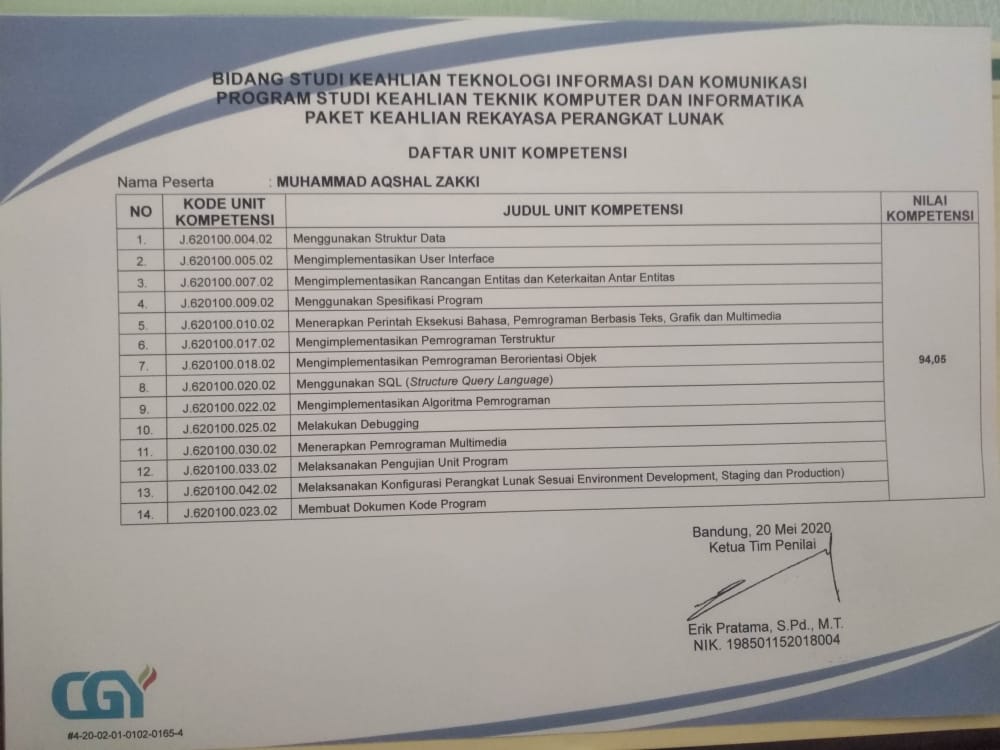 BIDANG STUDI KEAHLIAN TEKNOLOGI INFORMASI DAN KOMUNIKASI
PROGRAM STUDI KEAHLIAN TEKNIK KOMPUTER DAN INFORMATIKA
PAKET KEAHLIAN REKAYASA PERANGKAT LUNAK
DAFTAR UNIT KOMPETENSI
Nama Peserta : MUHAMMAD AQSHAL ZAKKI
NO KODE UNIT KOMPETENSI JUDUL UNIT KOMPETENSI NILAI KOMPETENSI
1. J.620100.004.02 Menggunakan Struktur Data
2. J.620100.005.02 Mengimplementasikan User Interface
3. J.620100.007.02 Mengimplementasikan Rancangan Entitas dan Keterkaitan Antar Entitas
4. J.620100.009.02 Menggunakan Spesifikasi Program
5. J.620100.010.02 Menerapkan Perintah Eksekusi Bahasa, Pemrograman Berbasis Teks, Grafik dan Multimedia
6. J.620100.017.02 Mengimplementasikan Pemrograman Terstruktur
7. J.620100.018.02 Mengimplementasikan Pemrograman Berorientasi Objek
94,05
8. J.620100.020.02 Menggunakan SQL (Structure Query Language)
9. J.620100.022.02 Mengimplementasikan Algoritma Pemrograman
10. J.620100.025.02 Melakukan Debugging
11. J.620100.030.02 Menerapkan Pemrograman Multimedia
12. J.620100.033.02 Melaksanakan Pengujian Unit Program
13. J.620100.042.02 Melaksanakan Konfigurasi Perangkat Lunak Sesuai Environment Development, Staging dan Production)
14. J.620100.023.02 Membuat Dokumen Kode Program
Bandung, 20 Mei 2020
Ketua Tim Penilai
Erik Pratama, S.Pd., M.T.
NIK. 198501152018004
CGY
#4-20-02-01-0102-0165-4